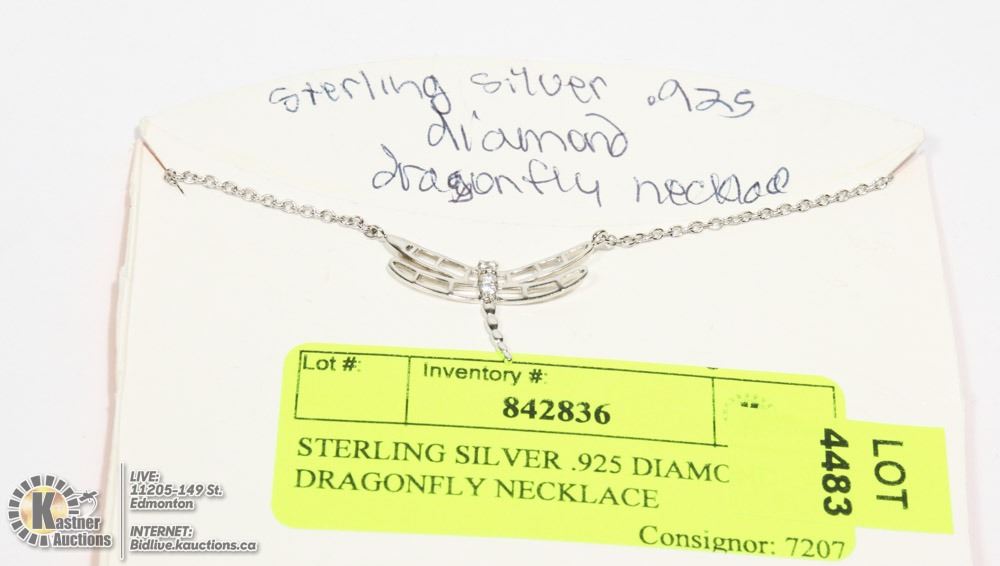 sterling silver .925
diamond
dragonfly necklace
Lot #:
Inventory #:
842836
STERLING SILVER .925 DIAMO
DRAGONFLY NECKLACE
Consignor: 7207
LOT
4483
Kastner
Auctions
LIVE:
11205-149 St.
Edmonton
INTERNET:
Bidlive.kauctions.ca